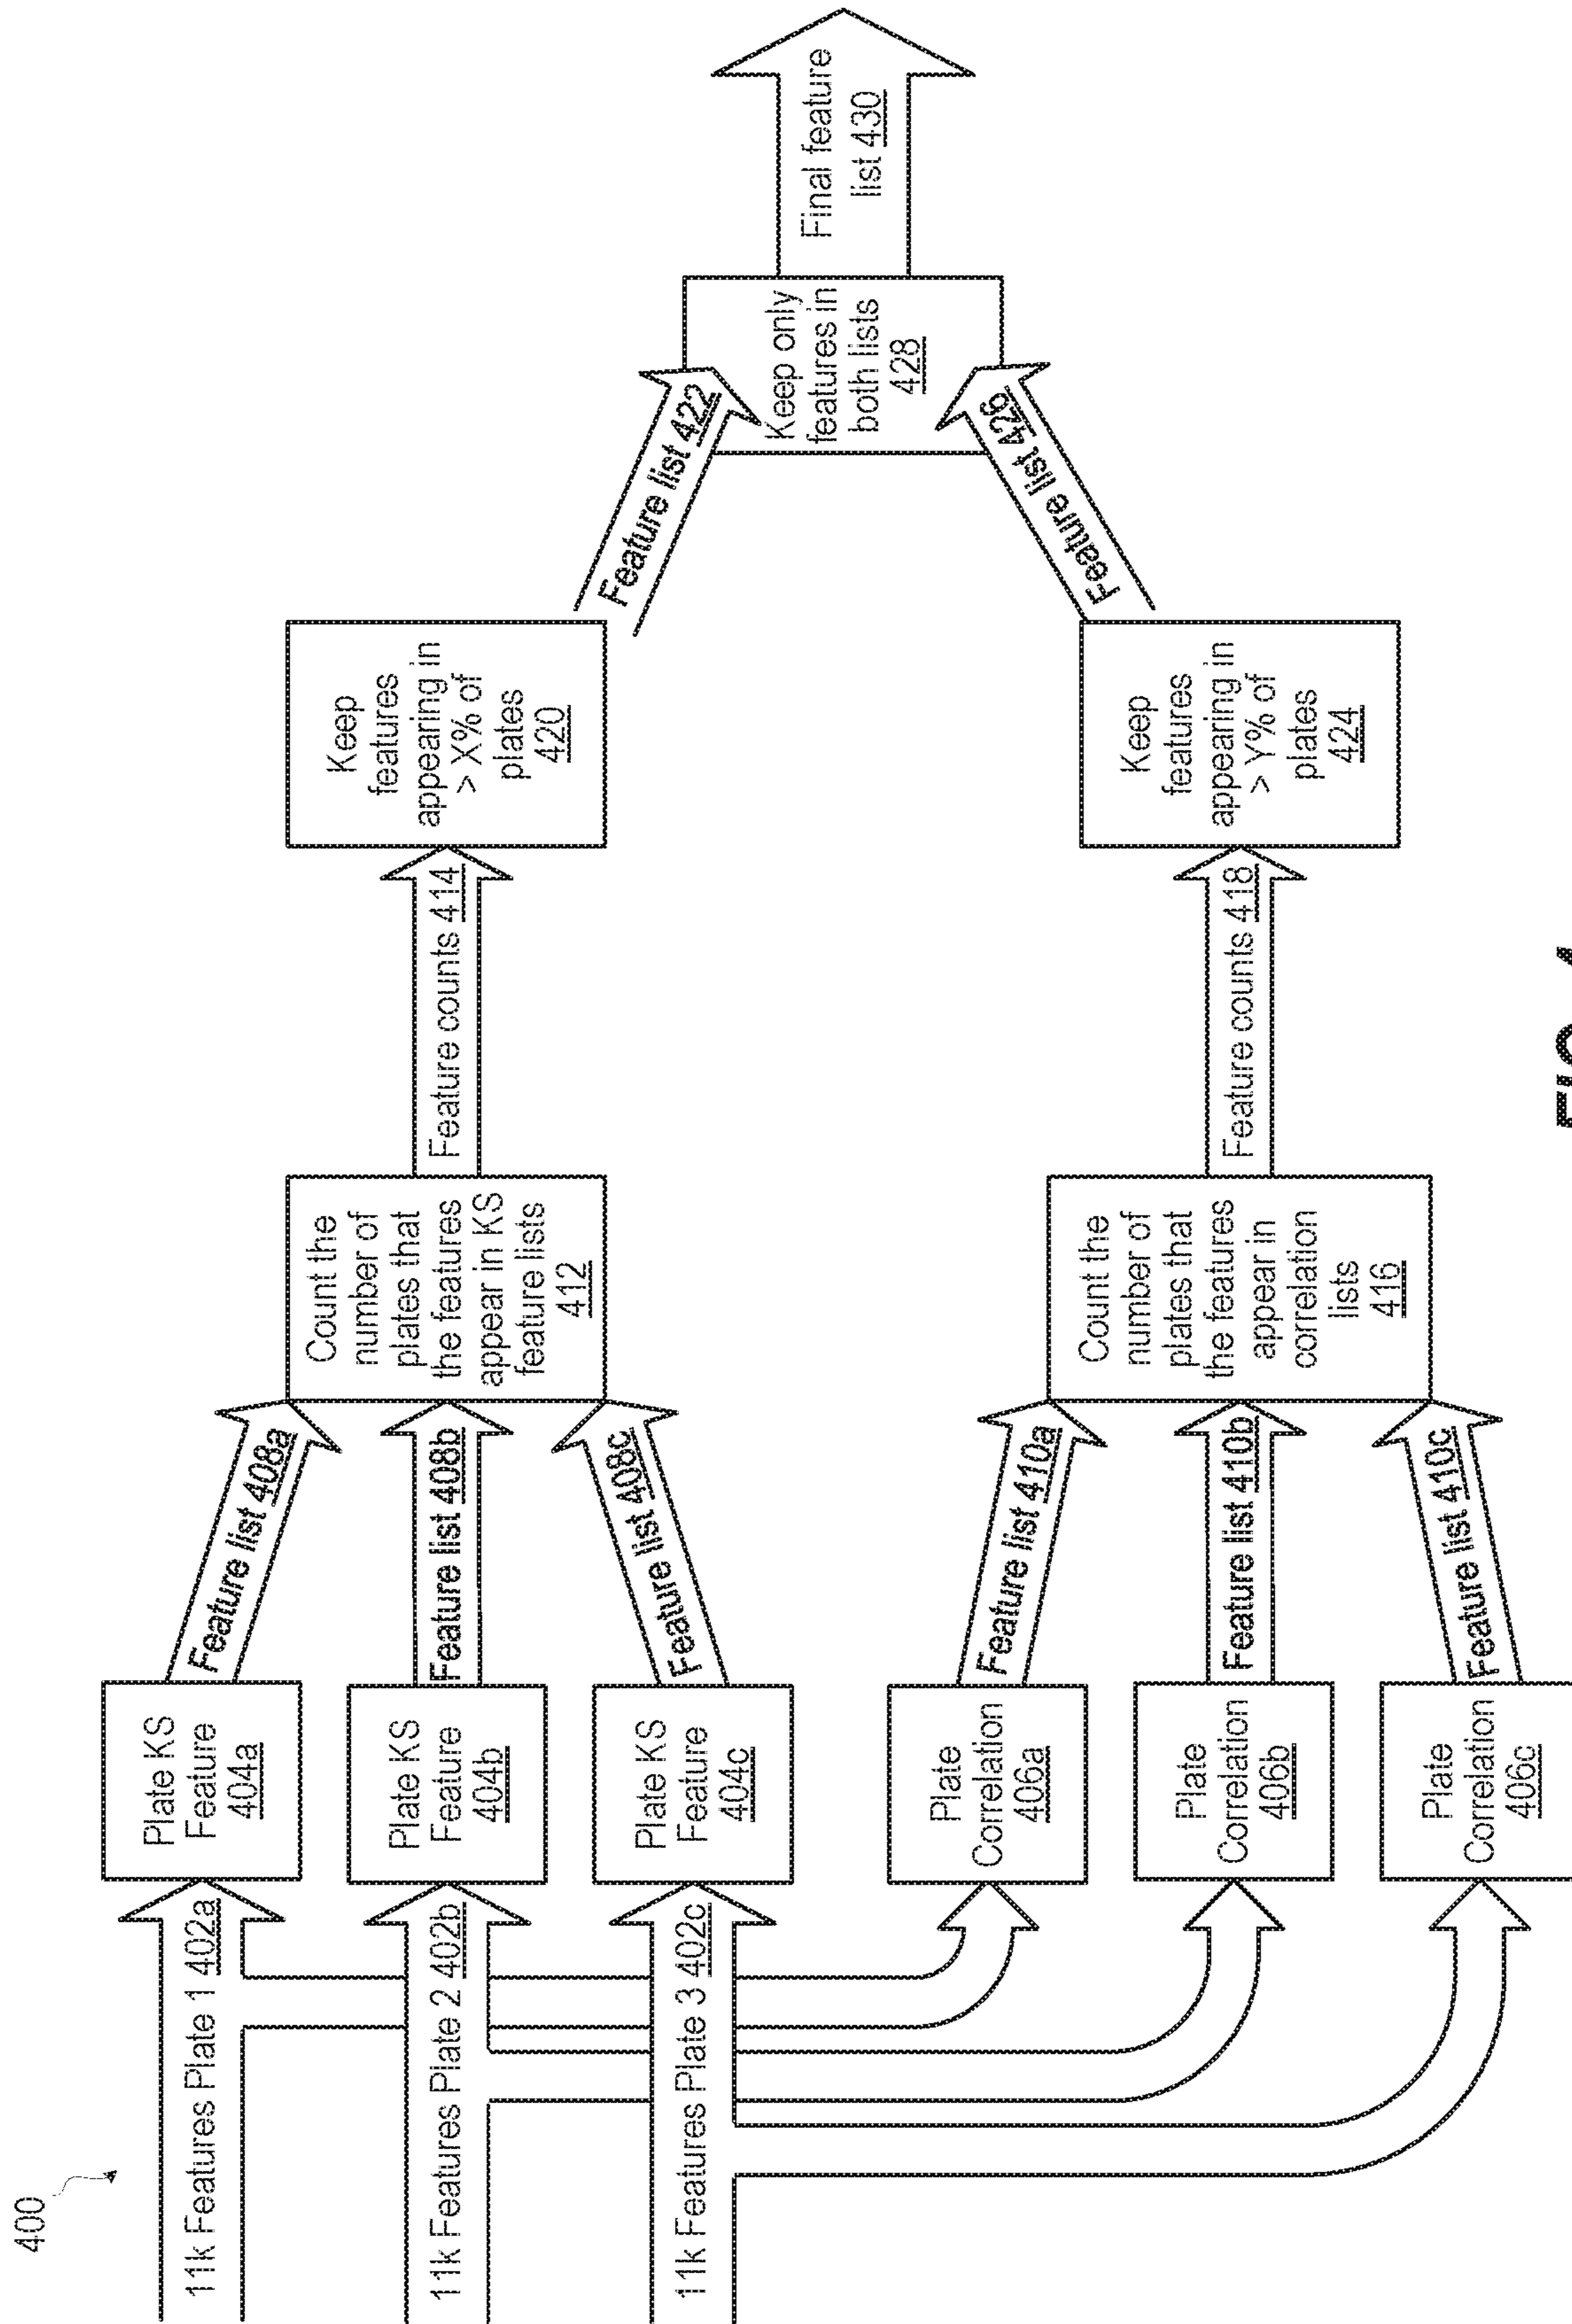 400
11k Features Plate 1 402a
11k Features Plate 2 402b
11k Features Plate 3 402c
Plate KS
Feature
404a
Plate KS
Feature
404b
Plate KS
Feature
404c
Plate
Correlation
406a
Plate
Correlation
406b
Plate
Correlation
406c
Feature list 408a
Feature list 408b
Feature list 408c
Feature list 410a
Feature list 410b
Feature list 410c
Count the
number of
plates that
the features
appear in KS
feature lists
412
Count the
number of
plates that
the features
appear in
correlation
lists
416
Feature counts 414
Feature counts 418
Keep
features
appearing in
> X% of
plates
420
Keep
features
appearing in
> Y% of
plates
424
Feature list 422
Feature list 426
Keep only
features in
both lists
428
Final feature
list 430